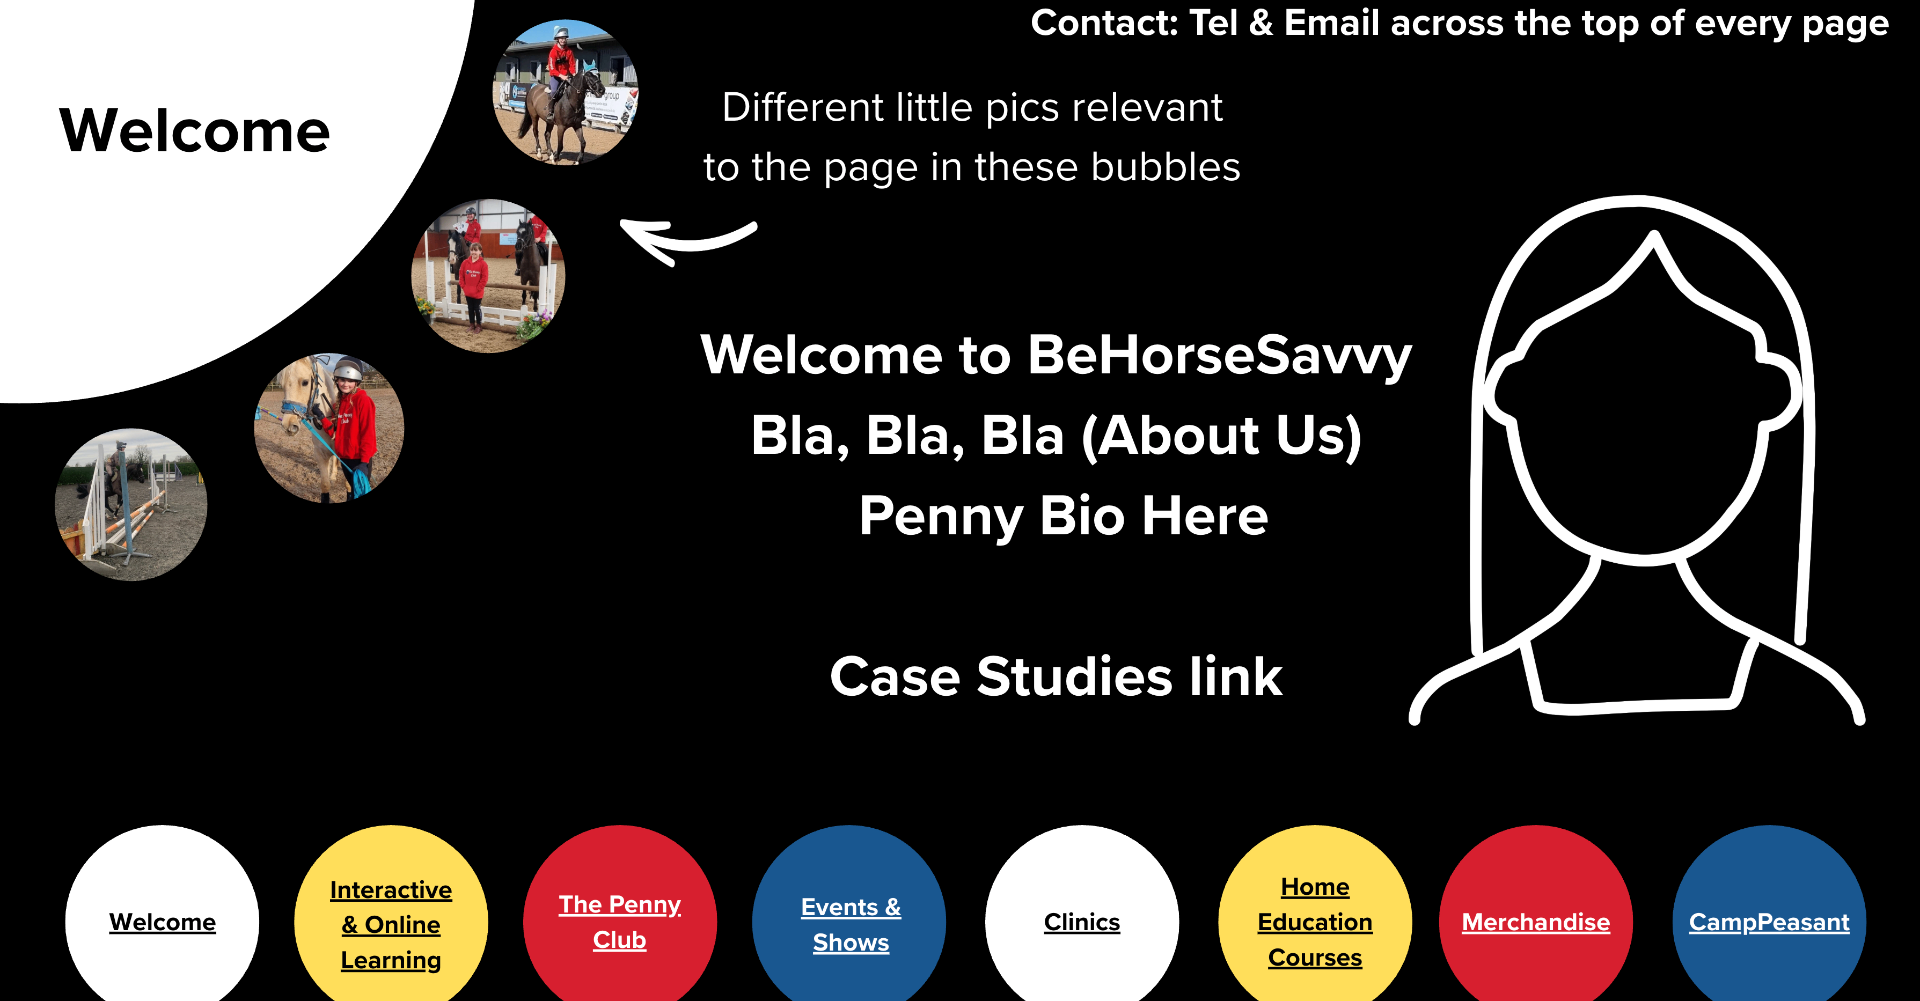 Contact: Tel & Email across the top of every page
Welcome
Different little pics relevant
to the page in these bubbles
Welcome to BeHorseSavvy
Bla, Bla, Bla (About Us)
Penny Bio Here
Case Studies link
Welcome
Interactive
& Online
Learning
The Penny
Club
Events &
Shows
Clinics
Home
Education
Courses
Merchandise
CampPeasant